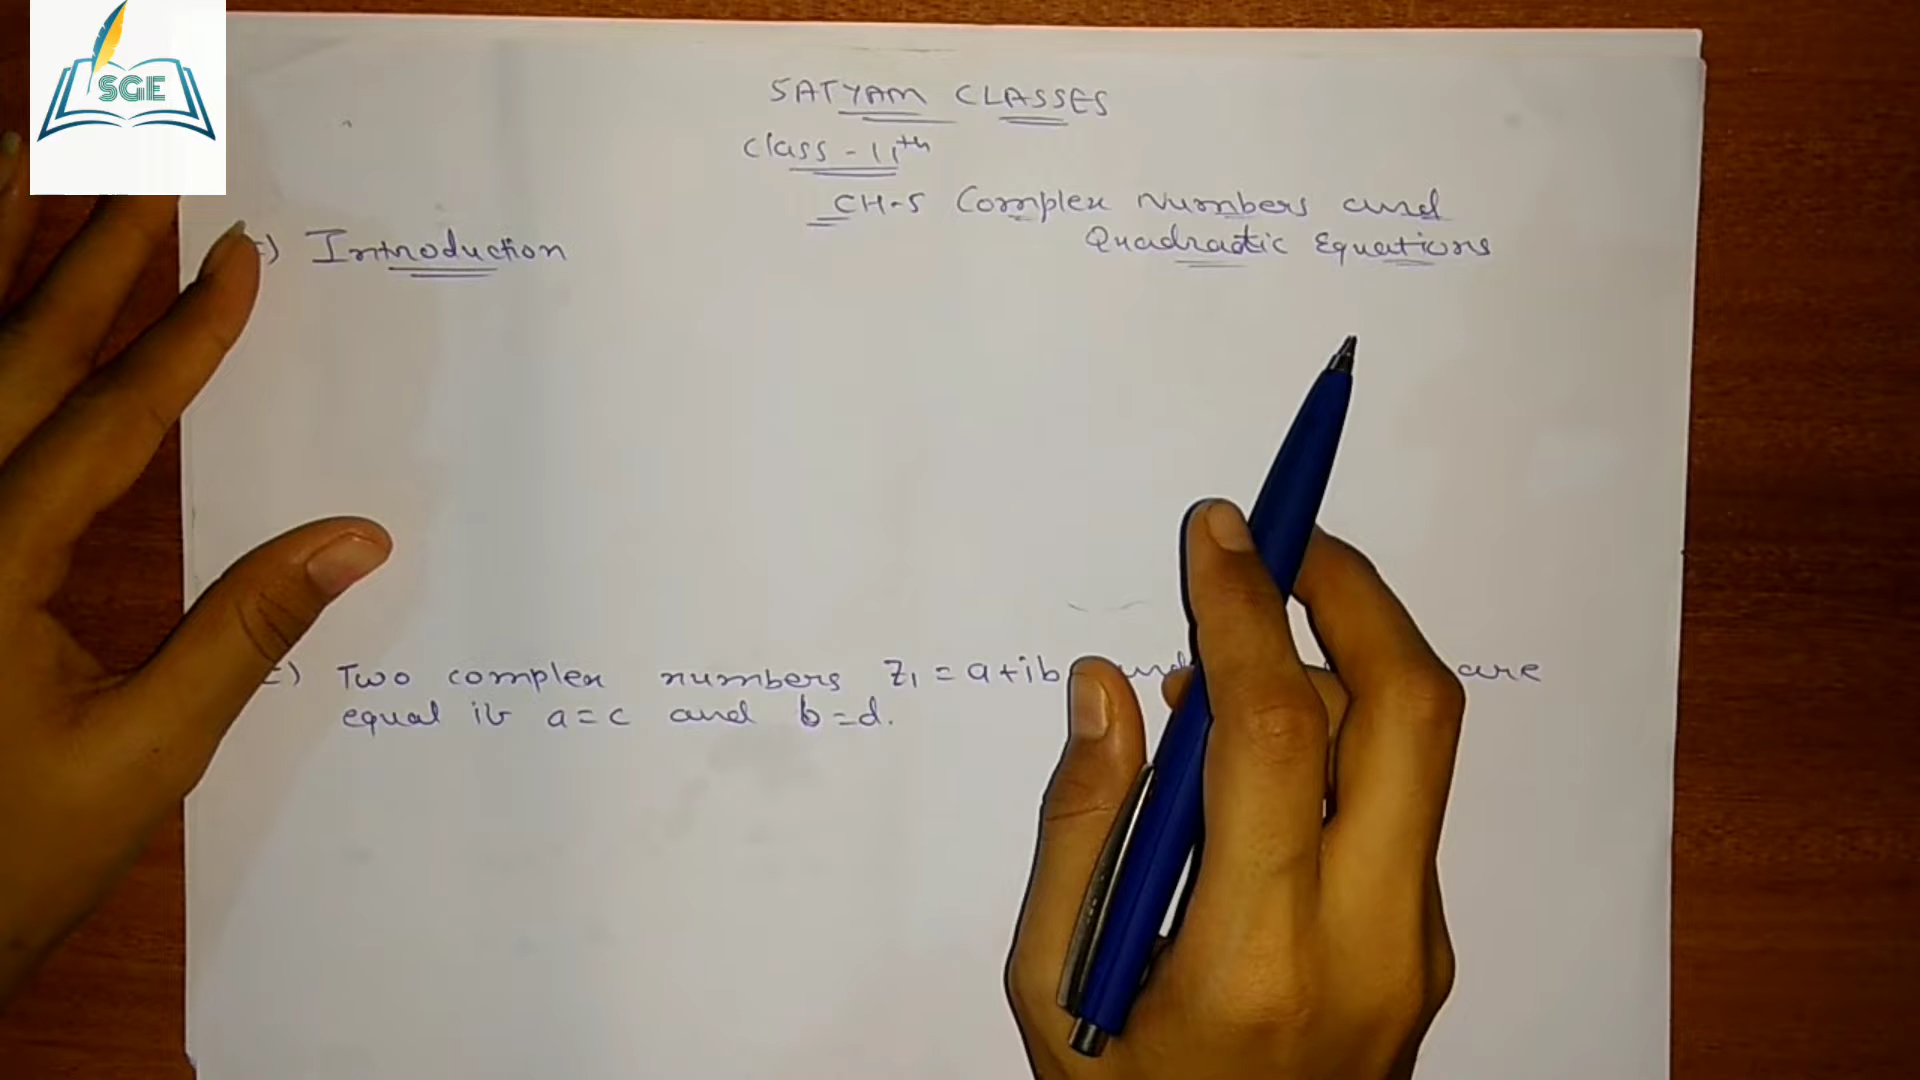 SGE
SATYAM CLASSES
Class - 11th
CH-5 Complex Numbers and
Quadratic Equations
) Introduction
) Two complex numbers z₁ = a+ib and are
equal if a=c and b=d.